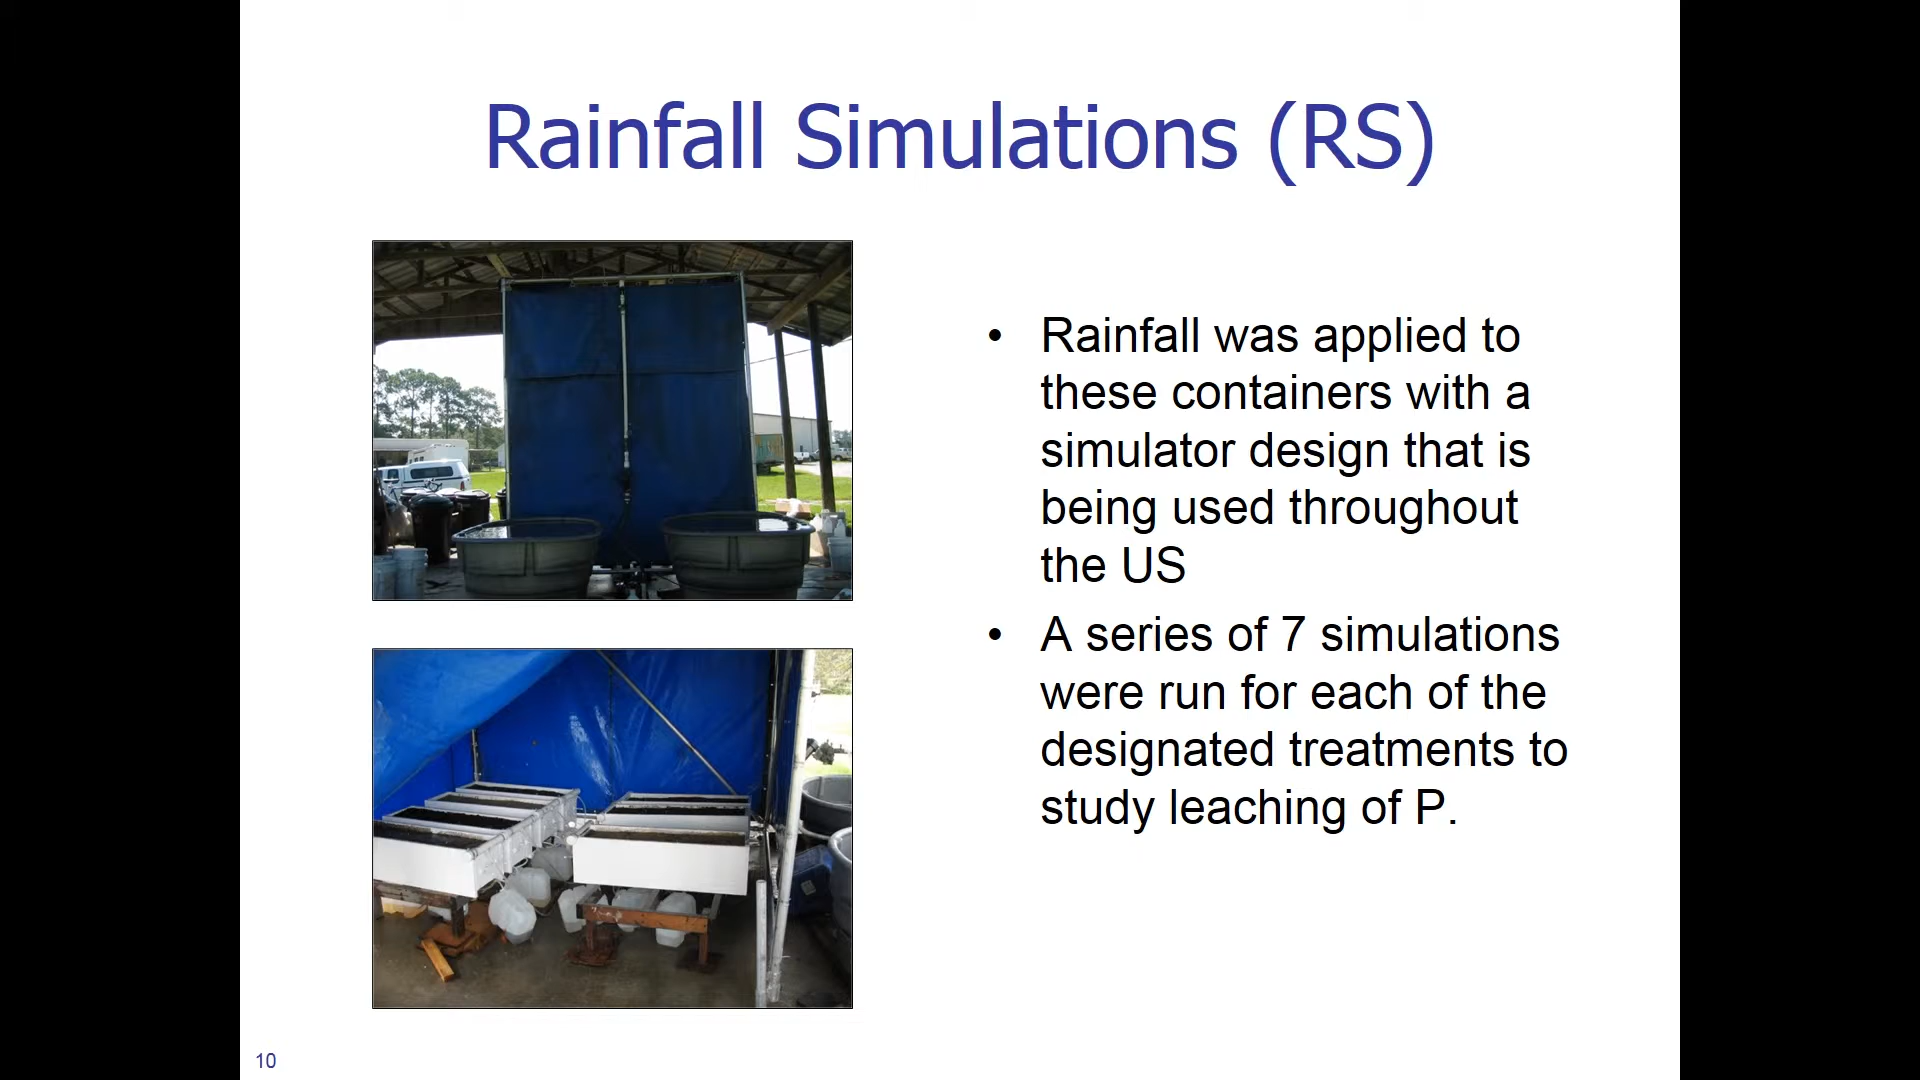 Rainfall Simulations (RS)
• Rainfall was applied to
these containers with a
simulator design that is
being used throughout
the US
• A series of 7 simulations
were run for each of the
designated treatments to
study leaching of P.
10